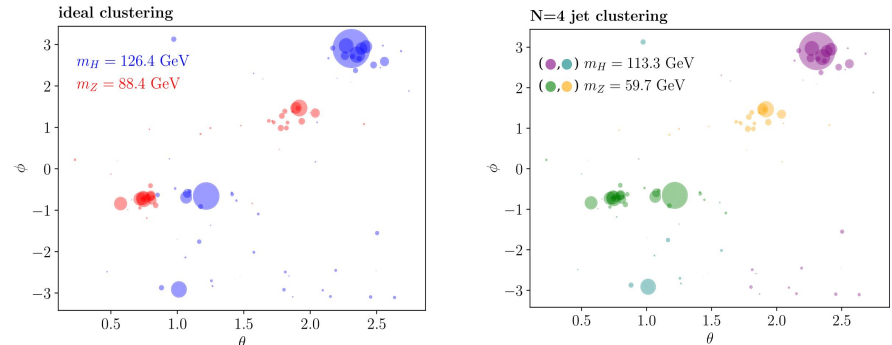 ideal clustering
m_H = 126.4 GeV
m_Z = 88.4 GeV
ϕ
3
2
1
0
−1
−2
−3
0.5 1.0 1.5 2.0 2.5
θ
N=4 jet clustering
( , ) m_H = 113.3 GeV
( , ) m_Z = 59.7 GeV
ϕ
3
2
1
0
−1
−2
−3
0.5 1.0 1.5 2.0 2.5
θ